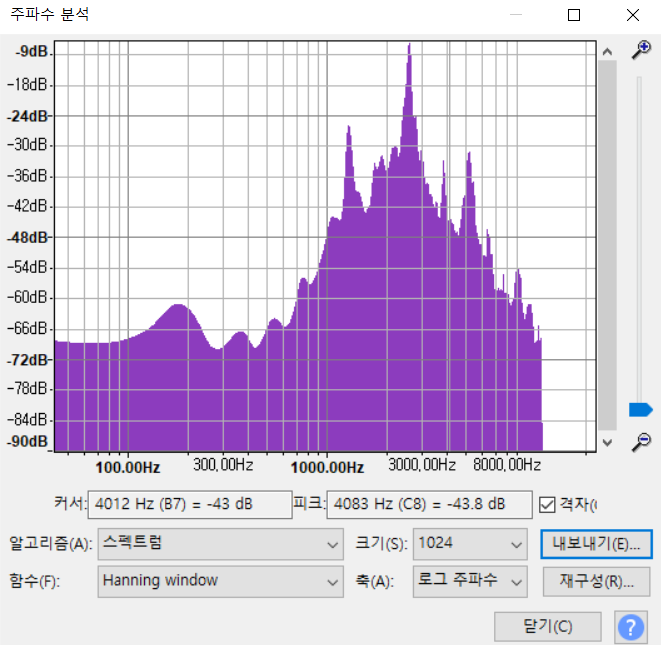 주파수 분석
-9dB
-18dB
-24dB
-30dB
-36dB
-42dB
-48dB
-54dB
-60dB
-66dB
-72dB
-78dB
-84dB
-90dB
100.00Hz 300.00Hz 1000.00Hz 3000.00Hz 8000.00Hz
커서: 4012 Hz (B7) = -43 dB 피크: 4083 Hz (C8) = -43.8 dB 격자(
알고리즘(A): 스펙트럼 크기(S): 1024 내보내기(E)...
함수(F): Hanning window 축(A): 로그 주파수 재구성(R)...
닫기(C) ?